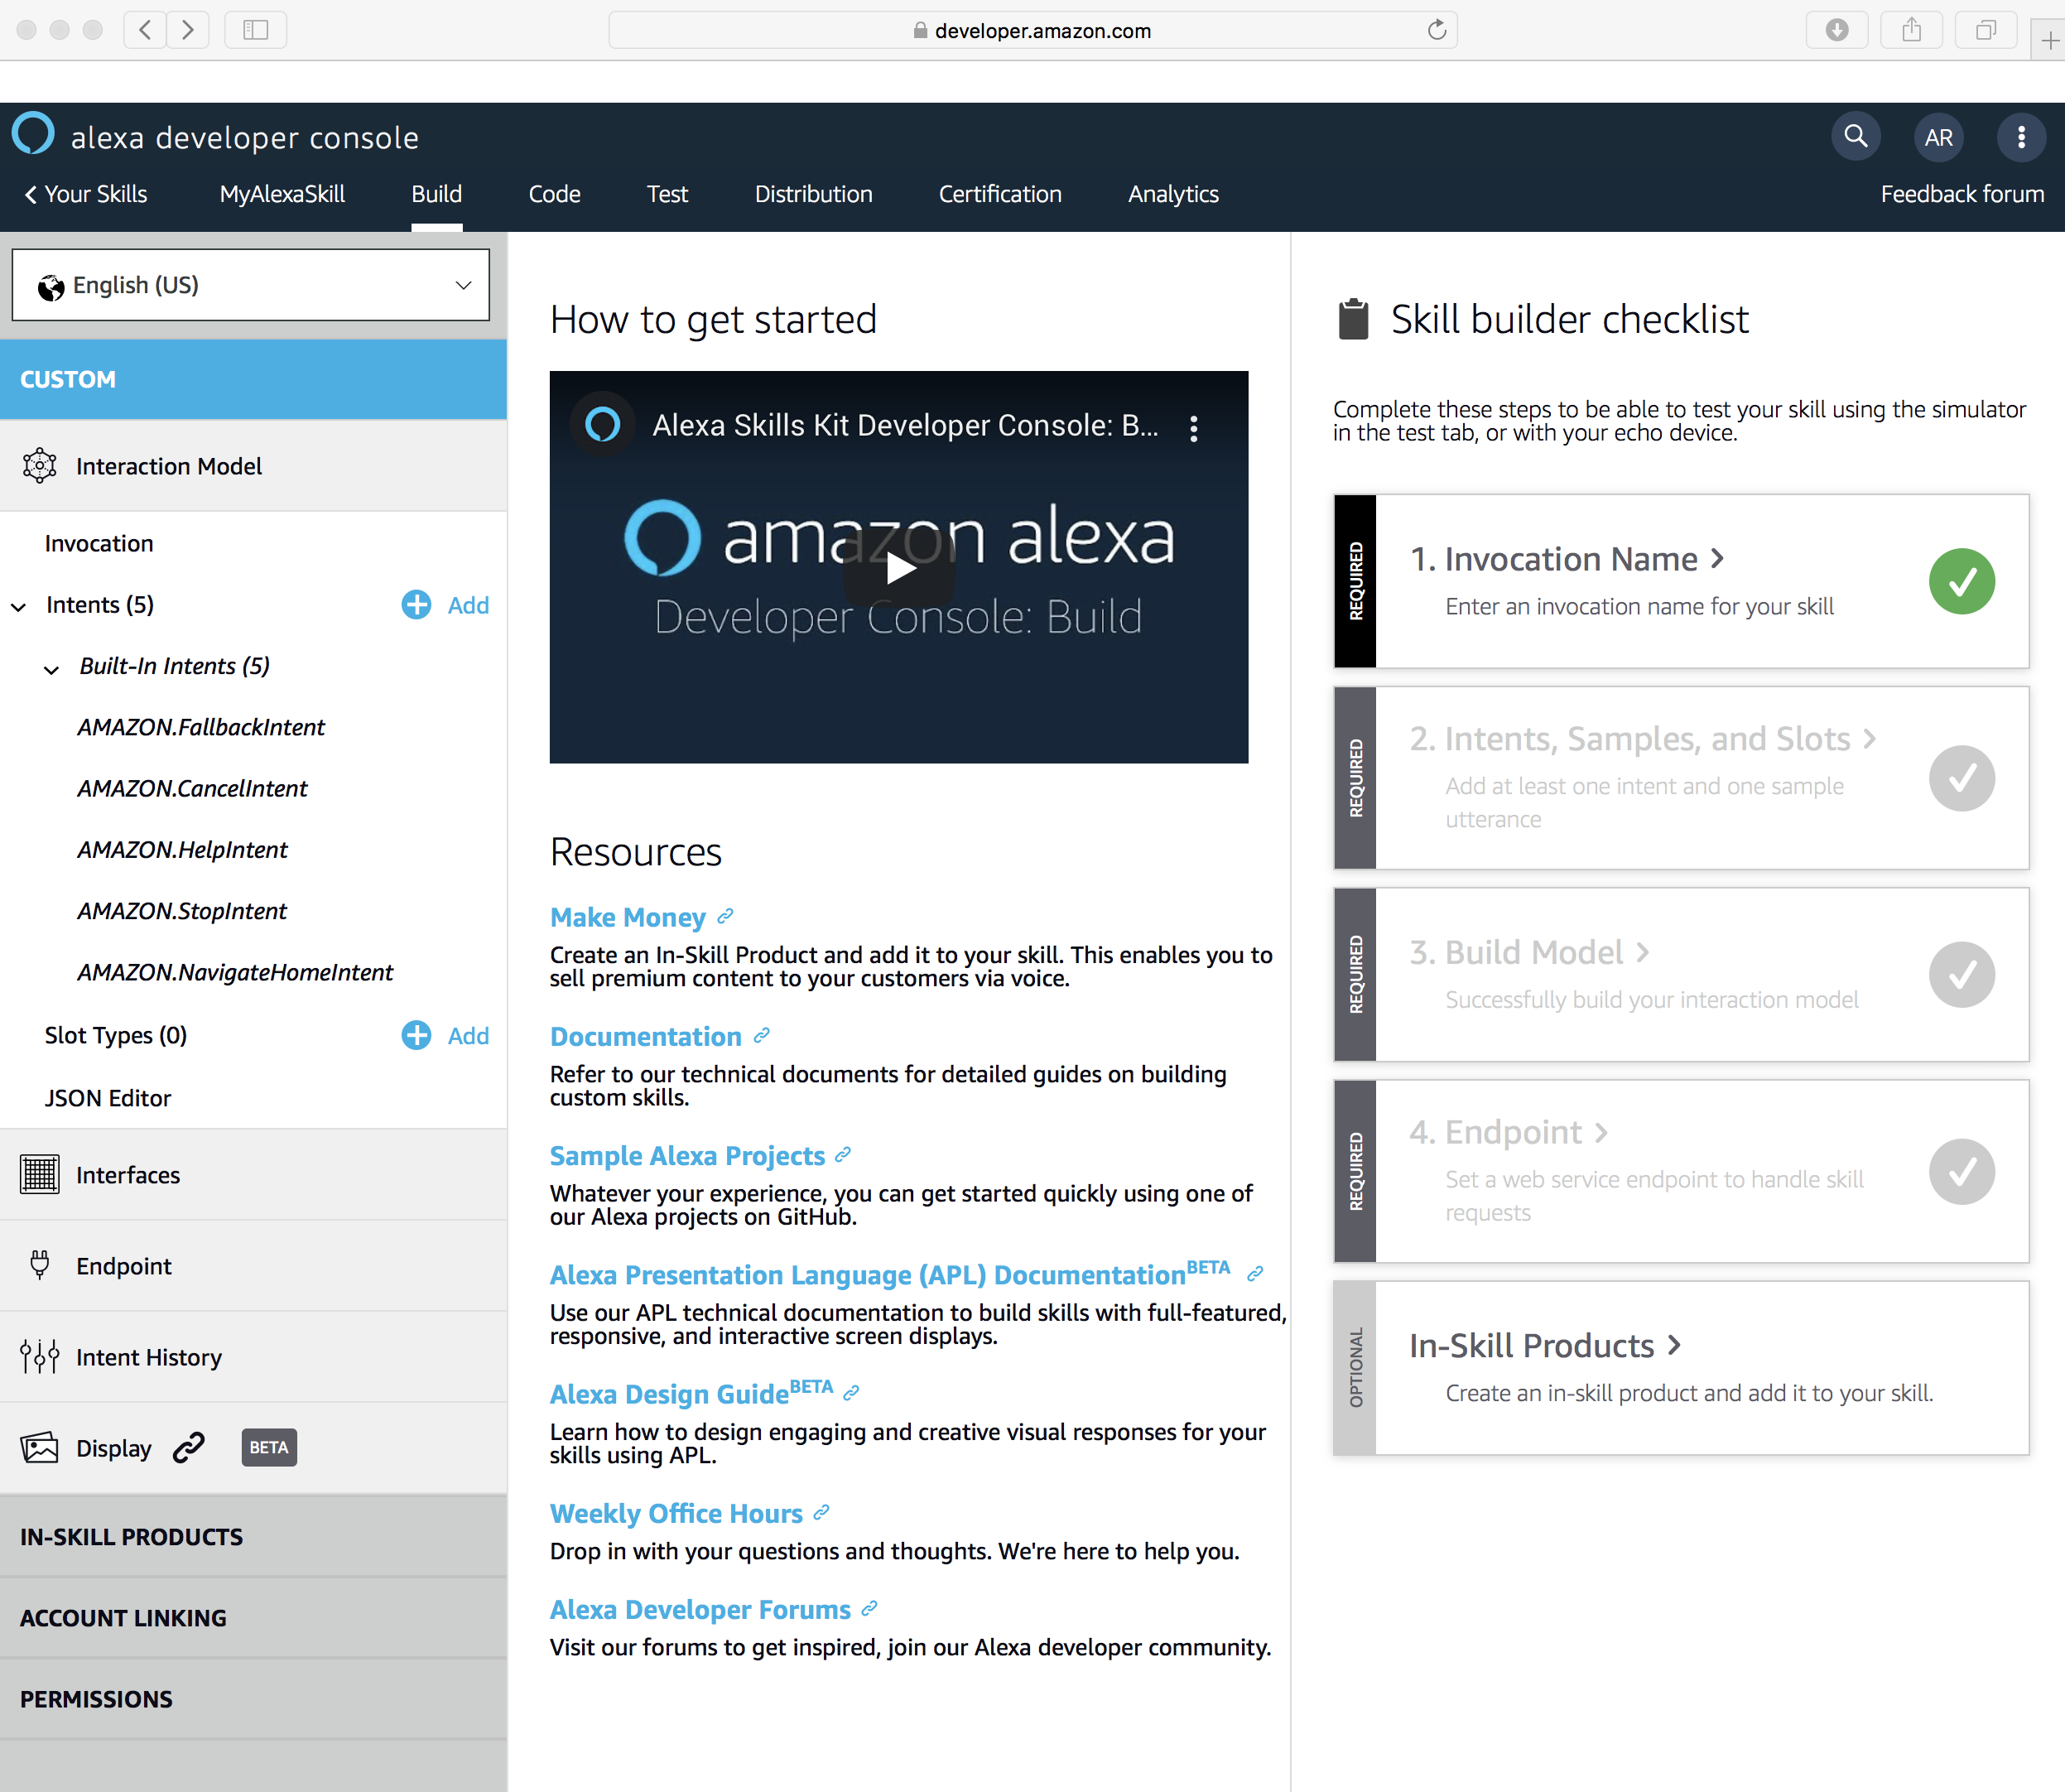 developer.amazon.com
alexa developer console
AR
Your Skills
MyAlexaSkill
Build
Code
Test
Distribution
Certification
Analytics
Feedback forum
English (US)
CUSTOM
Interaction Model
Invocation
Intents (5)
Add
Built-In Intents (5)
AMAZON.FallbackIntent
AMAZON.CancelIntent
AMAZON.HelpIntent
AMAZON.StopIntent
AMAZON.NavigateHomeIntent
Slot Types (0)
Add
JSON Editor
Interfaces
Endpoint
Intent History
Display
BETA
IN-SKILL PRODUCTS
ACCOUNT LINKING
PERMISSIONS
How to get started
Alexa Skills Kit Developer Console: B...
amazon alexa
Developer Console: Build
Resources
Make Money
Create an In-Skill Product and add it to your skill. This enables you to
sell premium content to your customers via voice.
Documentation
Refer to our technical documents for detailed guides on building
custom skills.
Sample Alexa Projects
Whatever your experience, you can get started quickly using one of
our Alexa projects on GitHub.
Alexa Presentation Language (APL) Documentation BETA
Use our APL technical documentation to build skills with full-featured,
responsive, and interactive screen displays.
Alexa Design Guide BETA
Learn how to design engaging and creative visual responses for your
skills using APL.
Weekly Office Hours
Drop in with your questions and thoughts. We're here to help you.
Alexa Developer Forums
Visit our forums to get inspired, join our Alexa developer community.
Skill builder checklist
Complete these steps to be able to test your skill using the simulator
in the test tab, or with your echo device.
REQUIRED
1. Invocation Name
Enter an invocation name for your skill
REQUIRED
2. Intents, Samples, and Slots
Add at least one intent and one sample
utterance
REQUIRED
3. Build Model
Successfully build your interaction model
REQUIRED
4. Endpoint
Set a web service endpoint to handle skill
requests
OPTIONAL
In-Skill Products
Create an in-skill product and add it to your skill.